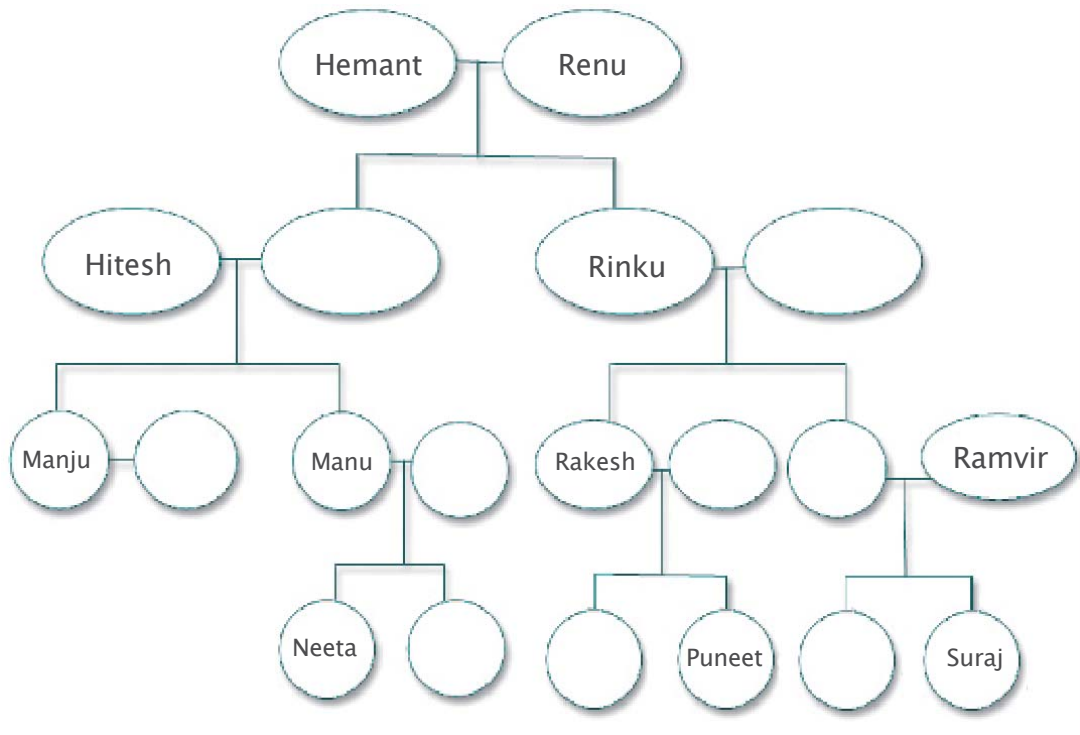 Hemant
Renu
Hitesh
Rinku
Manju
Manu
Rakesh
Ramvir
Neeta
Puneet
Suraj